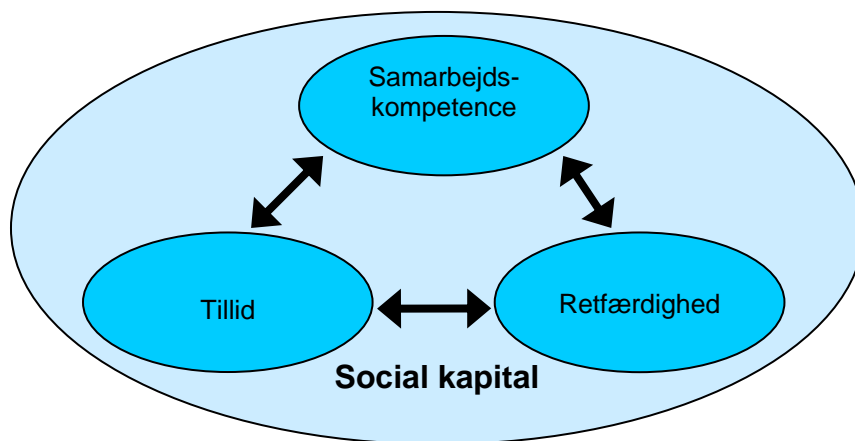 Samarbejds-
kompetence
Tillid
Retfærdighed
Social kapital